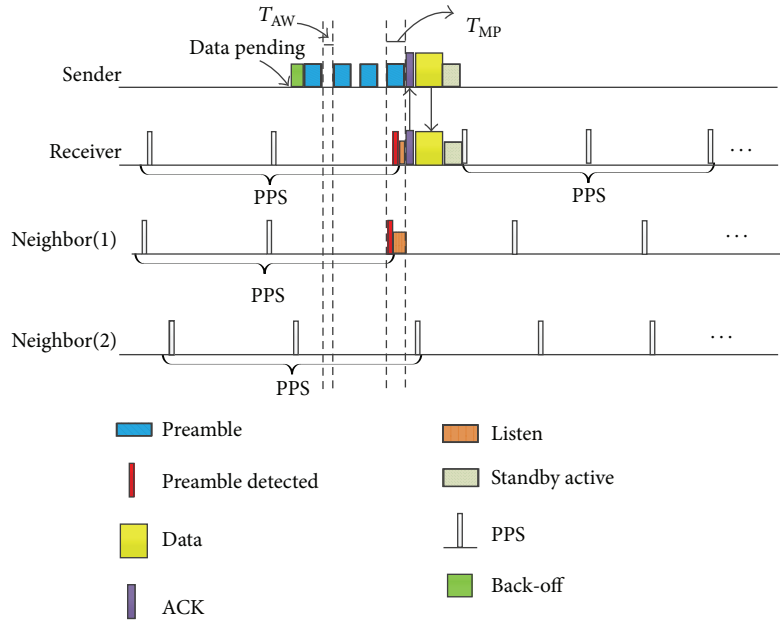 T_AW
T_MP
Data pending
Sender
Receiver
...
PPS
PPS
Neighbor(1)
...
PPS
Neighbor(2)
...
PPS
Preamble
Listen
Preamble detected
Standby active
Data
PPS
ACK
Back-off